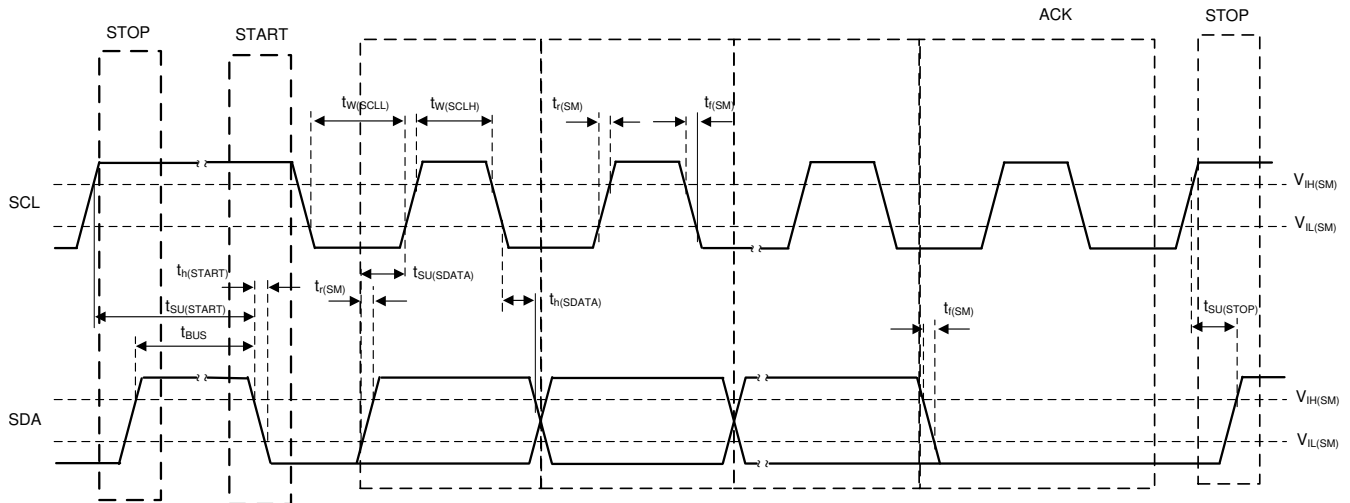 STOP START ACK STOP
tW(SCLL) tW(SCLH) tr(SM) tf(SM)
SCL
VIH(SM)
VIL(SM)
th(START) tr(SM) tSU(SDATA)
th(SDATA)
tSU(START) tf(SM) tSU(STOP)
tBUS
SDA
VIH(SM)
VIL(SM)